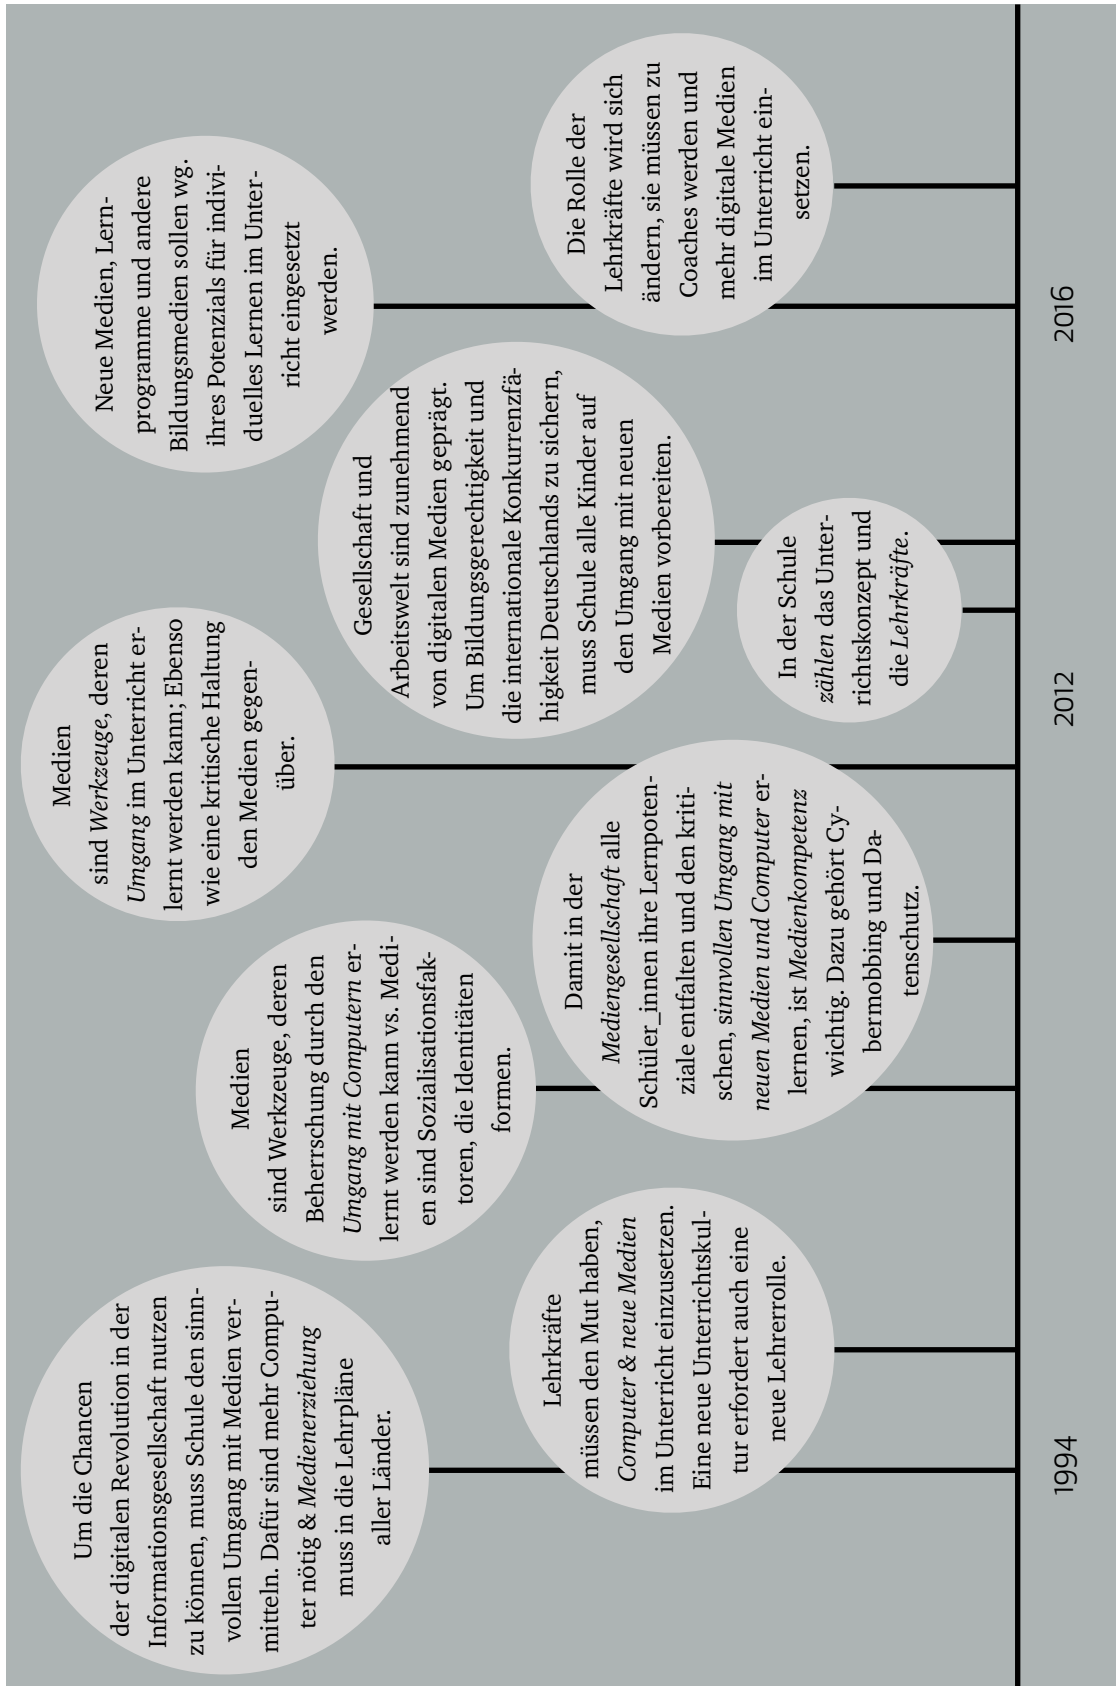 Um die Chancen
der digitalen Revolution in der
Informationsgesellschaft nutzen
zu können, muss Schule den sinn-
vollen Umgang mit Medien ver-
mitteln. Dafür sind mehr Compu-
ter nötig & Medienerziehung
muss in die Lehrpläne
aller Länder.
Lehrkräfte
müssen den Mut haben,
Computer & neue Medien
im Unterricht einzusetzen.
Eine neue Unterrichtskul-
tur erfordert auch eine
neue Lehrerrolle.
Medien
sind Werkzeuge, deren
Beherrschung durch den
Umgang mit Computern er-
lernt werden kann vs. Medi-
en sind Sozialisationsfak-
toren, die Identitäten
formen.
Damit in der
Mediengesellschaft alle
Schüler_innen ihre Lernpoten-
ziale entfalten und den kriti-
schen, sinnvollen Umgang mit
neuen Medien und Computer er-
lernen, ist Medienkompetenz
wichtig. Dazu gehört Cy-
bermobbing und Da-
tenschutz.
Medien
sind Werkzeuge, deren
Umgang im Unterricht er-
lernt werden kann; Ebenso
wie eine kritische Haltung
den Medien gegen-
über.
Gesellschaft und
Arbeitswelt sind zunehmend
von digitalen Medien geprägt.
Um Bildungsgerechtigkeit und
die internationale Konkurrenzfä-
higkeit Deutschlands zu sichern,
muss Schule alle Kinder auf
den Umgang mit neuen
Medien vorbereiten.
In der Schule
zählen das Unter-
richtskonzept und
die Lehrkräfte.
Neue Medien, Lern-
programme und andere
Bildungsmedien sollen wg.
ihres Potenzials für indivi-
duelles Lernen im Unter-
richt eingesetzt
werden.
Die Rolle der
Lehrkräfte wird sich
ändern, sie müssen zu
Coaches werden und
mehr digitale Medien
im Unterricht ein-
setzen.
1994
2012
2016